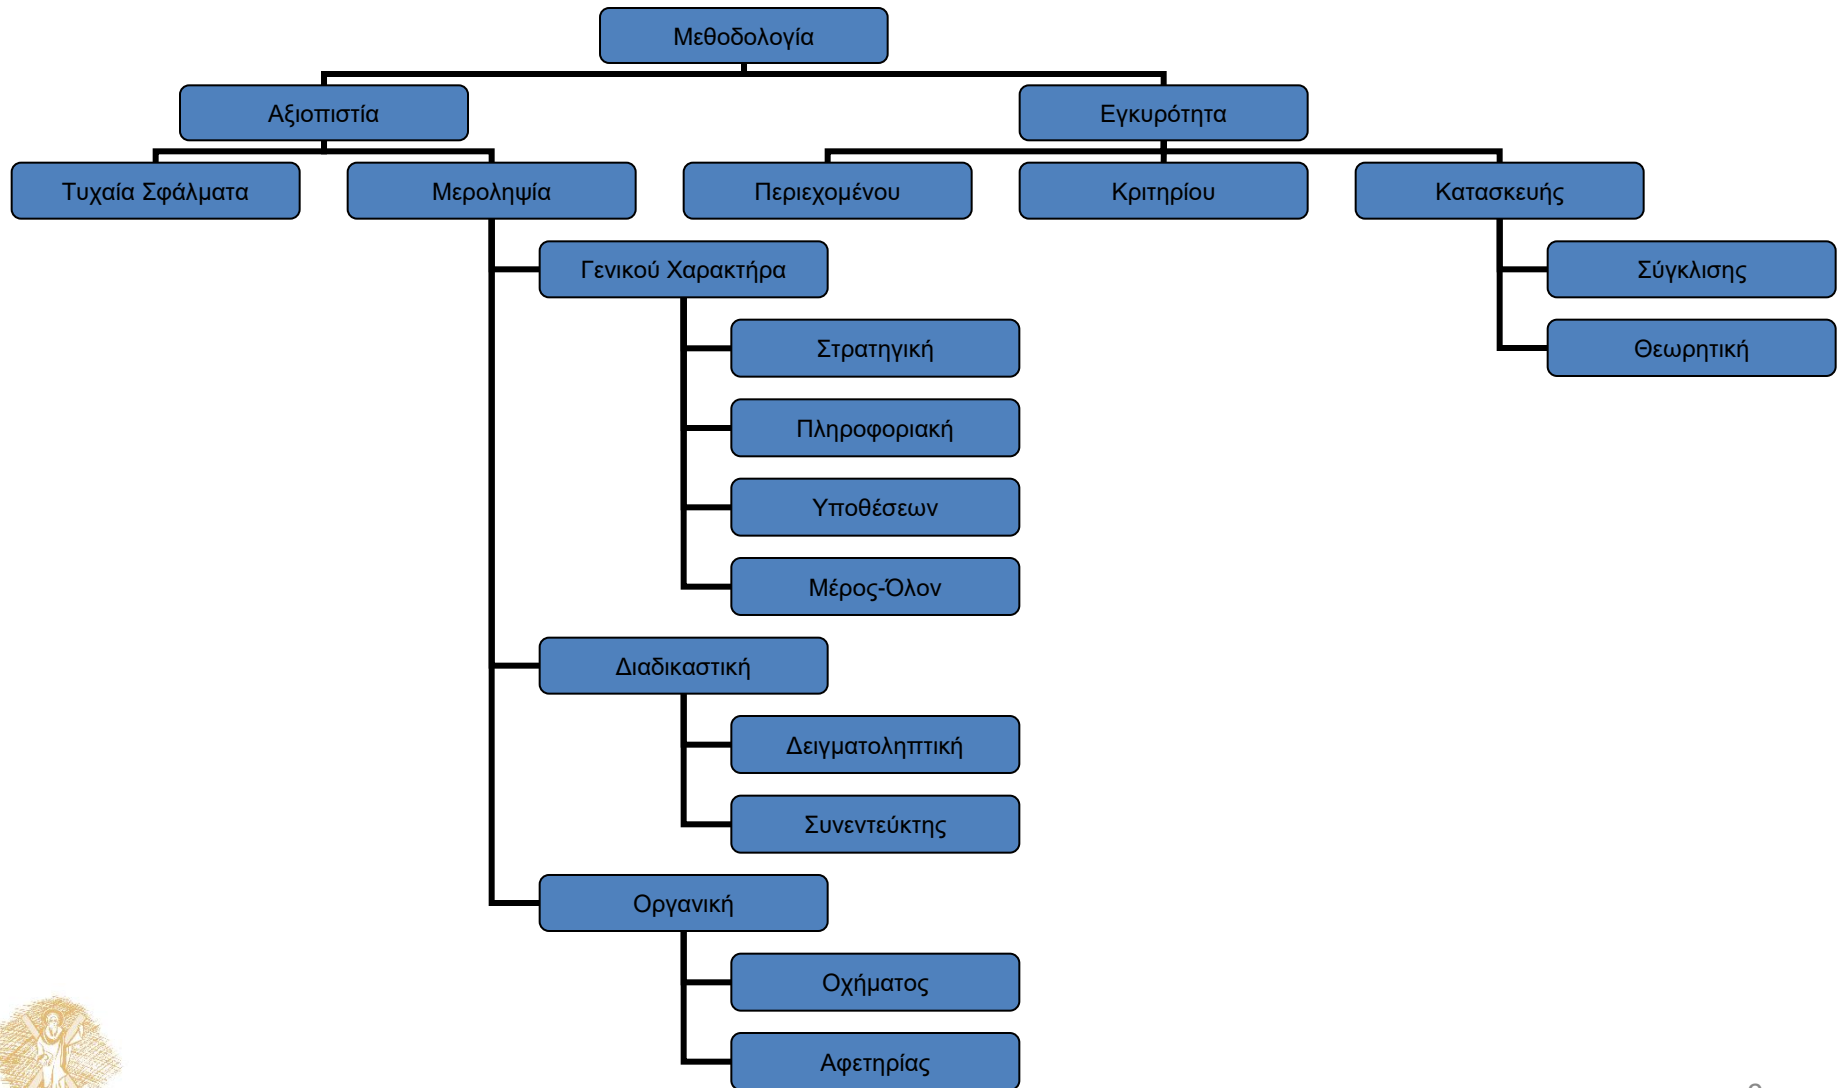 Μεθοδολογία
Αξιοπιστία
Εγκυρότητα
Τυχαία Σφάλματα
Μεροληψία
Περιεχομένου
Κριτηρίου
Κατασκευής
Γενικού Χαρακτήρα
Σύγκλισης
Στρατηγική
Θεωρητική
Πληροφοριακή
Υποθέσεων
Μέρος-Όλον
Διαδικαστική
Δειγματοληπτική
Συνεντεύκτης
Οργανική
Οχήματος
Αφετηρίας